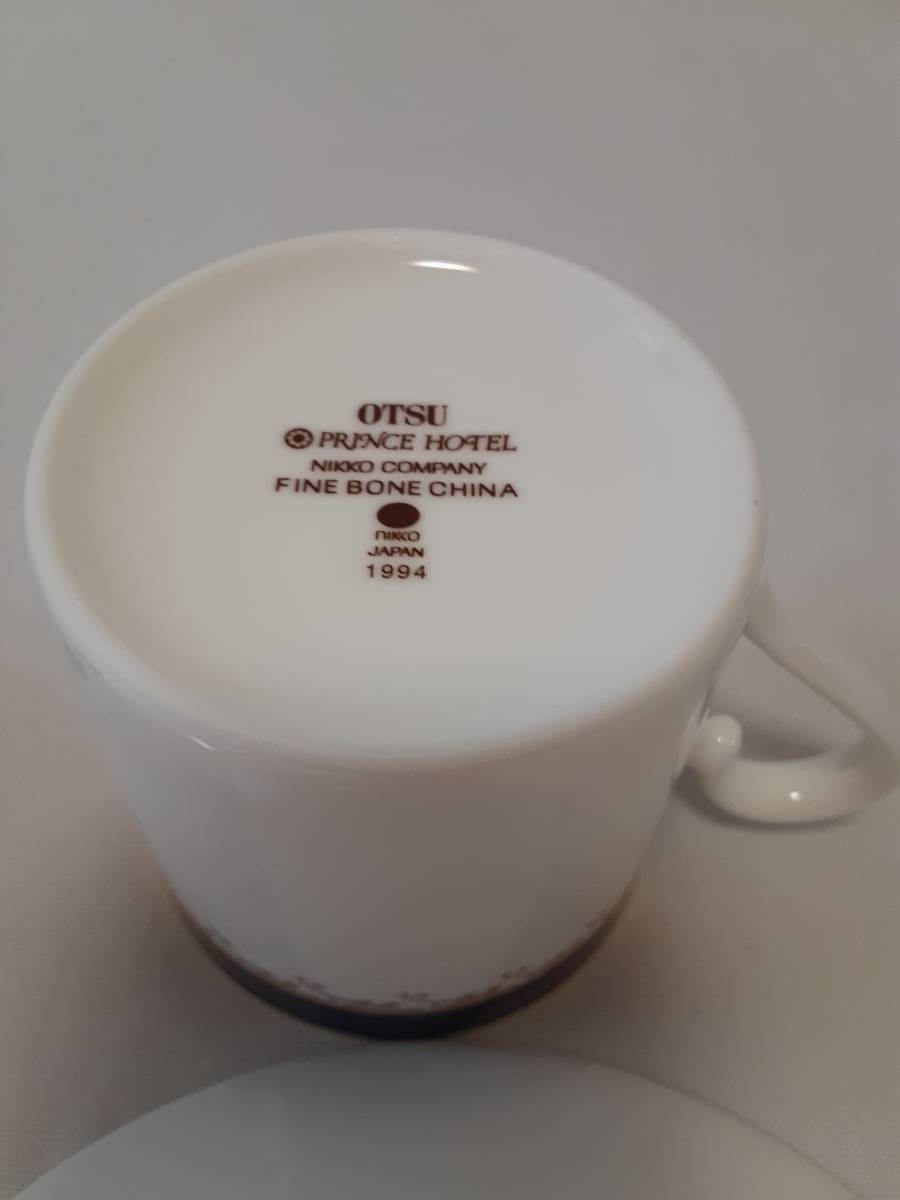 OTSU
PRINCE HOTEL
NIKKO COMPANY
FINE BONE CHINA
NIKKO
JAPAN
1994